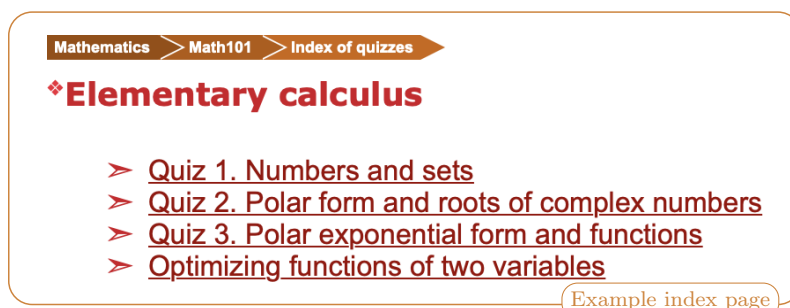 Mathematics Math101 Index of quizzes
❖Elementary calculus
➢ Quiz 1. Numbers and sets
➢ Quiz 2. Polar form and roots of complex numbers
➢ Quiz 3. Polar exponential form and functions
➢ Optimizing functions of two variables
Example index page